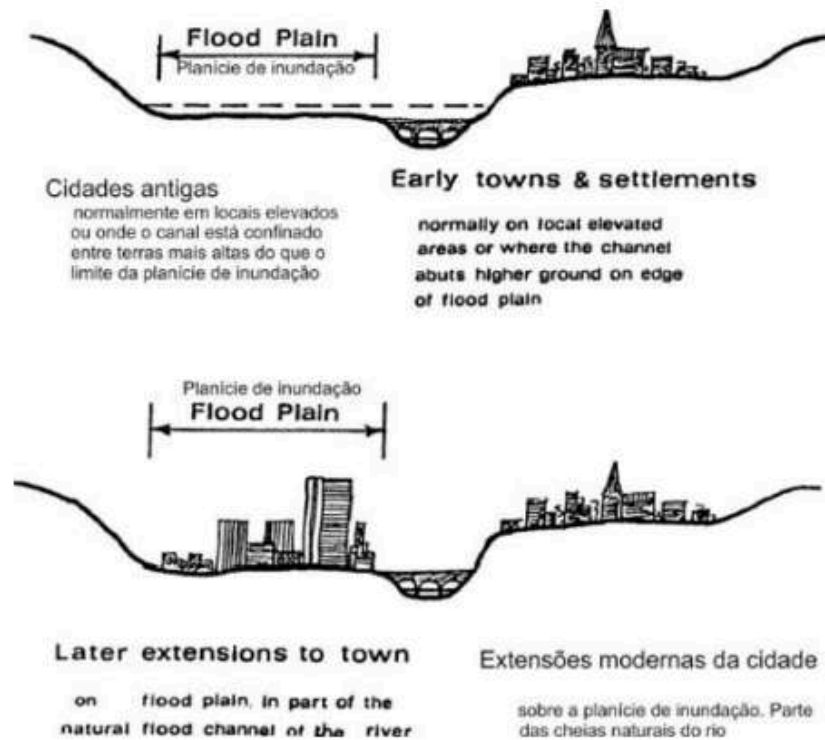 Flood Plain
Planície de inundação
Cidades antigas
normalmente em locais elevados
ou onde o canal está confinado
entre terras mais altas do que o
limite da planície de inundação
Early towns & settlements
normally on local elevated
areas or where the channel
abuts higher ground on edge
of flood plain
Planície de inundação
Flood Plain
Later extensions to town
on flood plain, in part of the
natural flood channel of the river
Extensões modernas da cidade
sobre a planície de inundação. Parte
das cheias naturais do rio